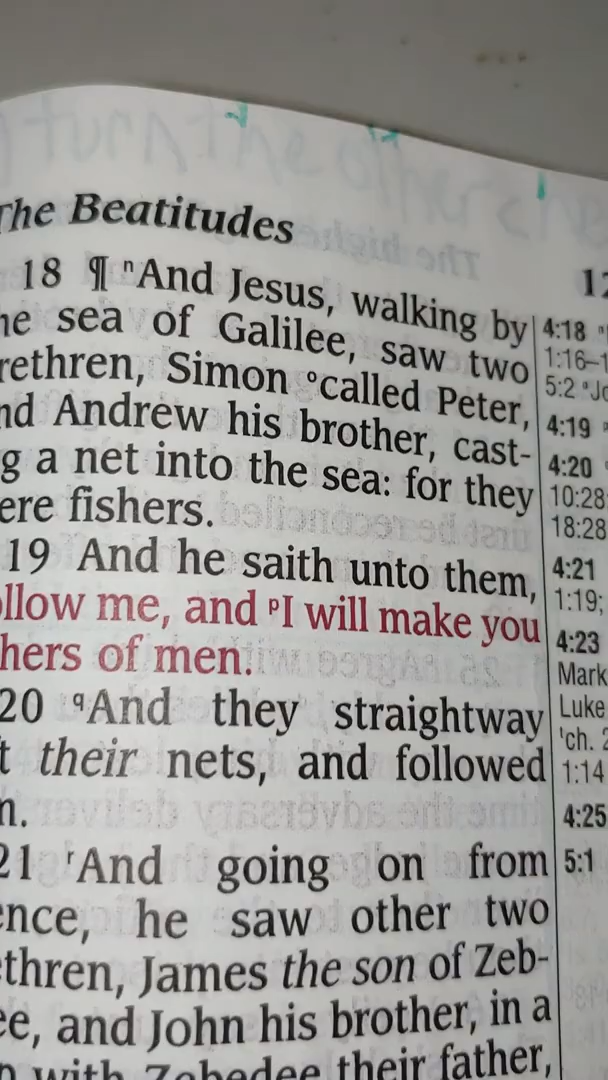 The Beatitudes
18 ¶ ⁿAnd Jesus, walking by
he sea of Galilee, saw two
rethren, Simon ᵒcalled Peter,
nd Andrew his brother, cast-
g a net into the sea: for they
ere fishers.
19 And he saith unto them,
ollow me, and ᵖI will make you
hers of men.
20 ᑫAnd they straightway
t their nets, and followed
n.
21 ʳAnd going on from
ence, he saw other two
thren, James the son of Zeb-
ee, and John his brother, in a
with Zebedee their father,
12
4:18
1:16–1
5:2
4:19
4:20
10:28
18:28
4:21
1:19;
4:23
Mark
Luke
ch. 2
1:14
4:25
5:1